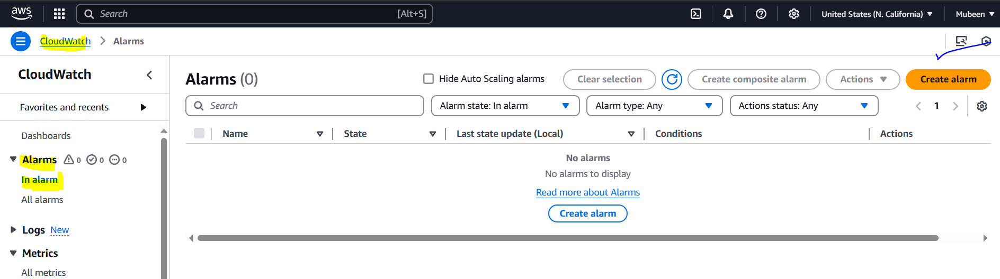 aws Search [Alt+S] United States (N. California) Mubeen
CloudWatch > Alarms
CloudWatch
Favorites and recents
Dashboards
Alarms 0 0 0
In alarm
All alarms
Logs New
Metrics
All metrics
Alarms (0) Hide Auto Scaling alarms Clear selection Create composite alarm Actions Create alarm
Search Alarm state: In alarm Alarm type: Any Actions status: Any 1
Name State Last state update (Local) Conditions Actions
No alarms
No alarms to display
Read more about Alarms
Create alarm